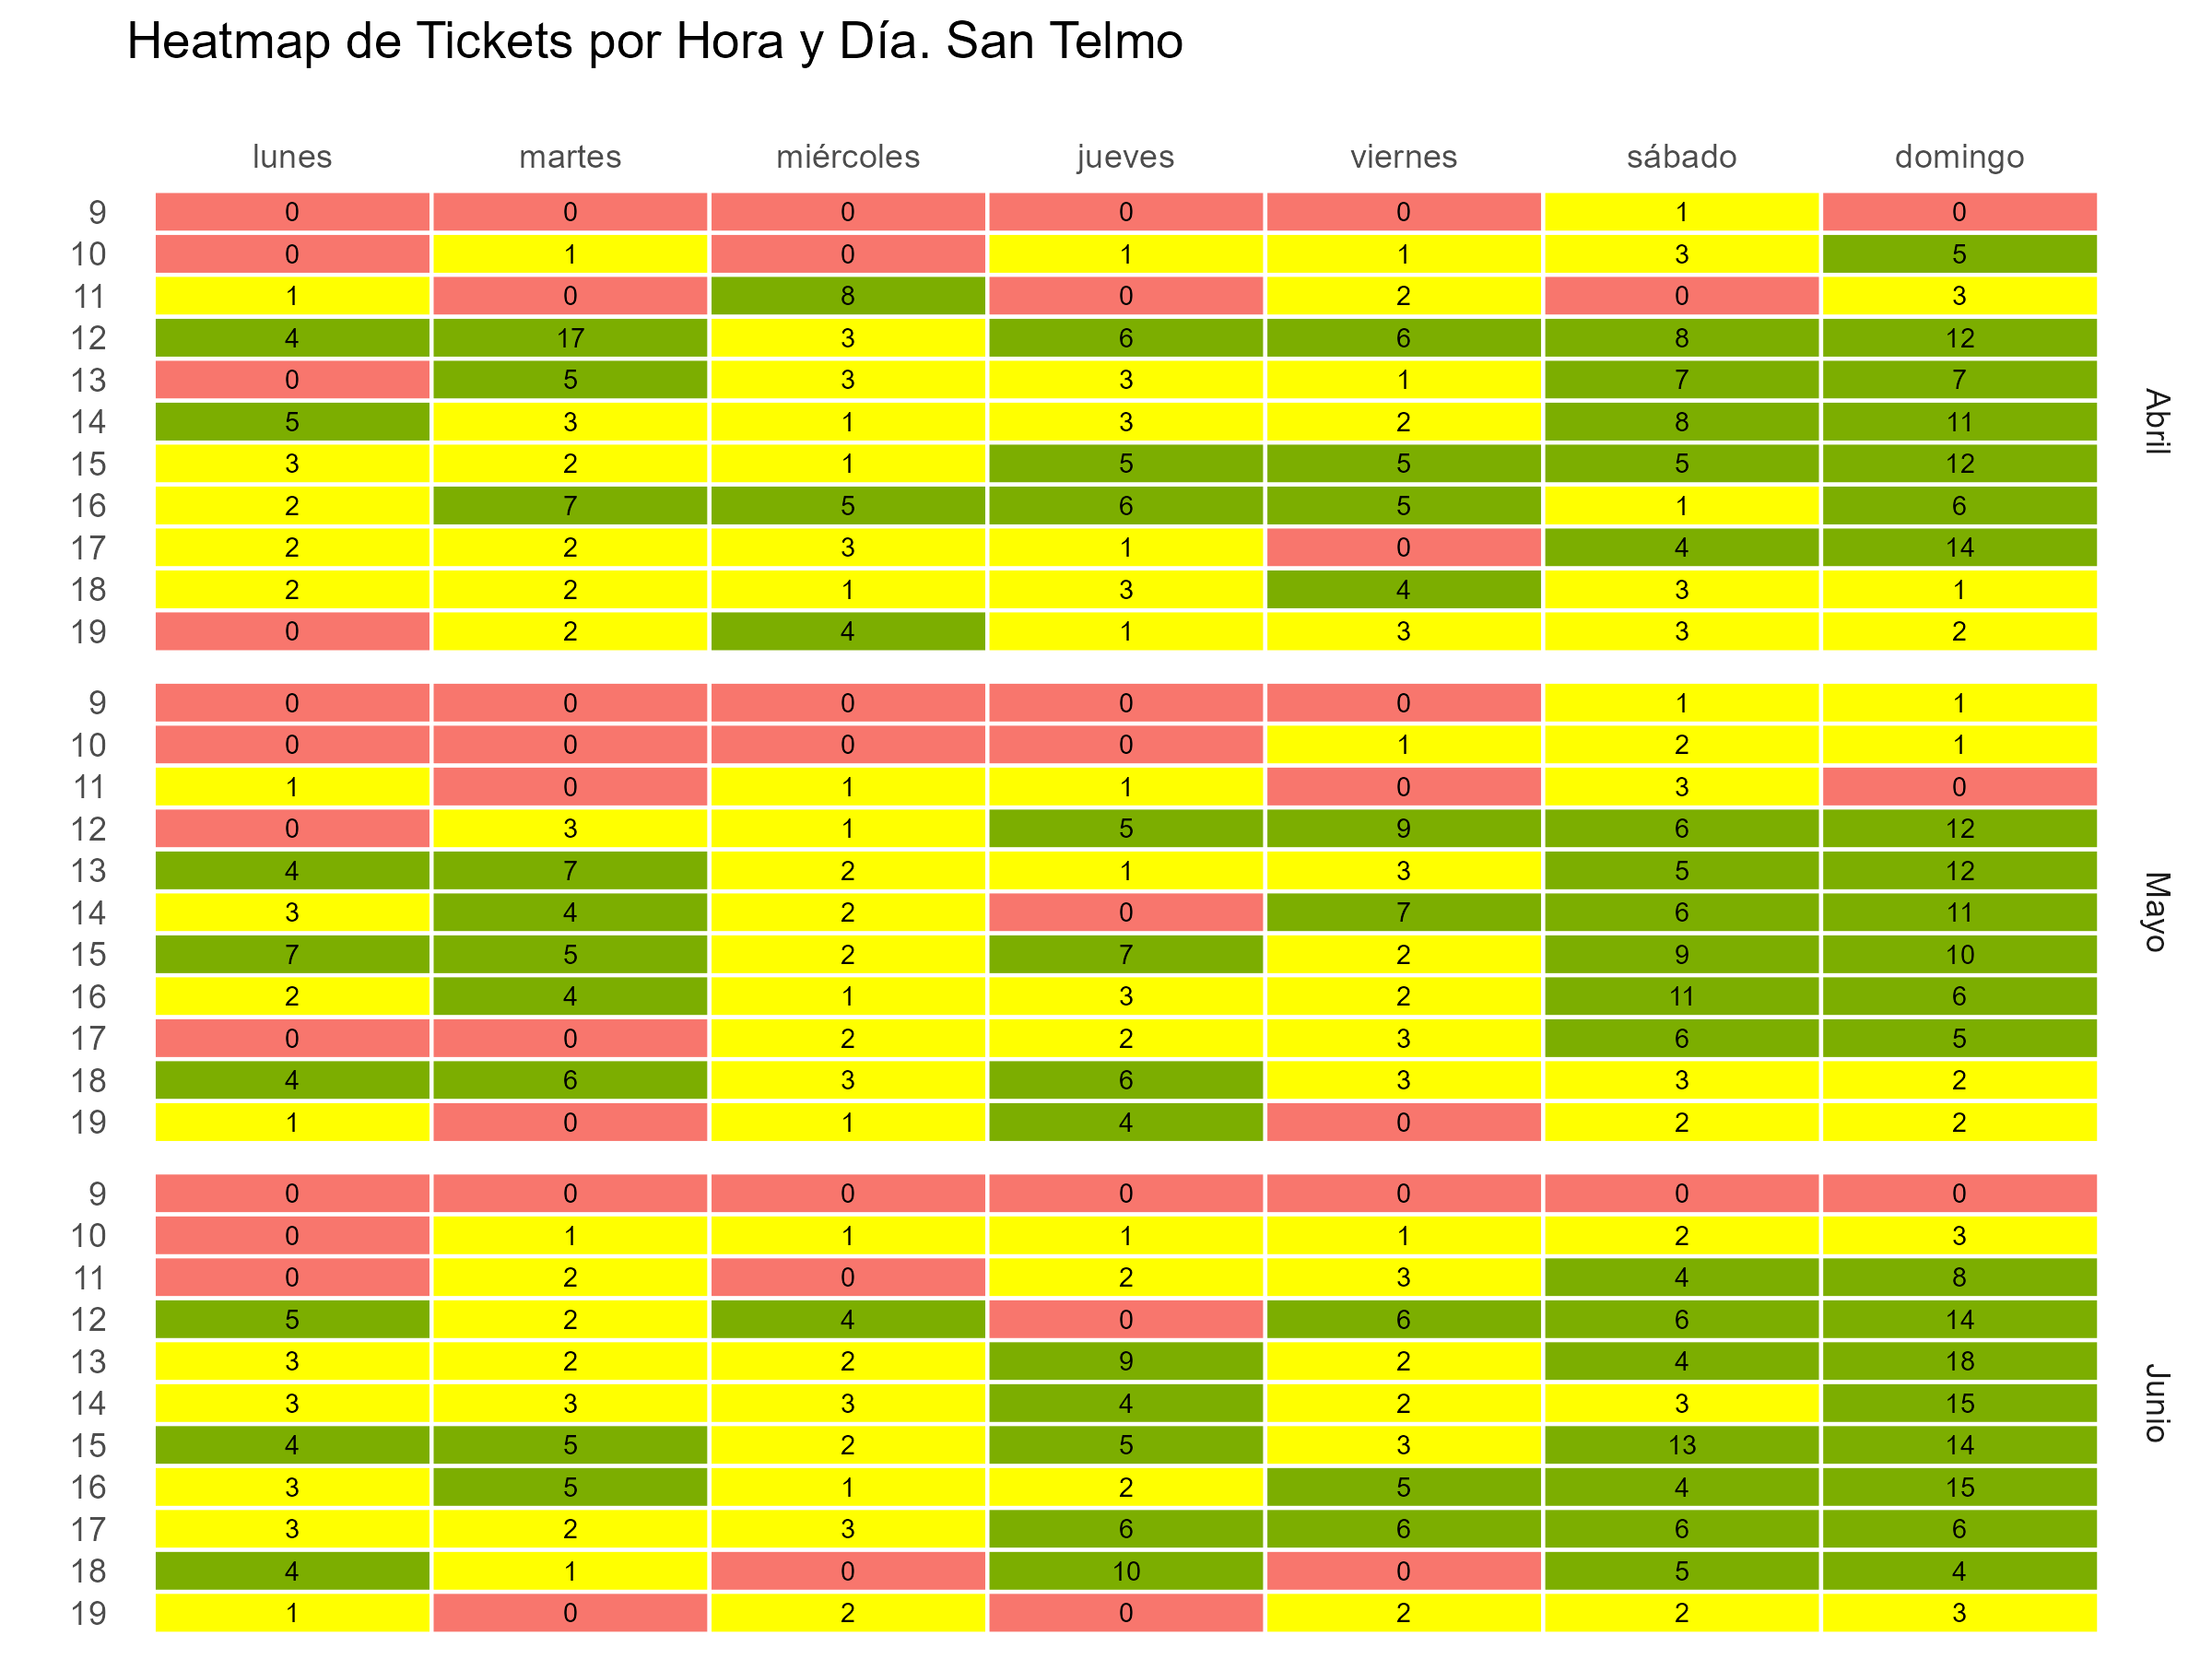 Heatmap de Tickets por Hora y Día. San Telmo
lunes martes miércoles jueves viernes sábado domingo
9 0 0 0 0 0 1 0
10 0 1 0 1 1 3 5
11 1 0 8 0 2 0 3
12 4 17 3 6 6 8 12
13 0 5 3 3 1 7 7
14 5 3 1 3 2 8 11
15 3 2 1 5 5 5 12
16 2 7 5 6 5 1 6
17 2 2 3 1 0 4 14
18 2 2 1 3 4 3 1
19 0 2 4 1 3 3 2
Abril
9 0 0 0 0 0 1 1
10 0 0 0 0 1 2 1
11 1 0 1 1 0 3 0
12 0 3 1 5 9 6 12
13 4 7 2 1 3 5 12
14 3 4 2 0 7 6 11
15 7 5 2 7 2 9 10
16 2 4 1 3 2 11 6
17 0 0 2 2 3 6 5
18 4 6 3 6 3 3 2
19 1 0 1 4 0 2 2
Mayo
9 0 0 0 0 0 0 0
10 0 1 1 1 1 2 3
11 0 2 0 2 3 4 8
12 5 2 4 0 6 6 14
13 3 2 2 9 2 4 18
14 3 3 3 4 2 3 15
15 4 5 2 5 3 13 14
16 3 5 1 2 5 4 15
17 3 2 3 6 6 6 6
18 4 1 0 10 0 5 4
19 1 0 2 0 2 2 3
Junio